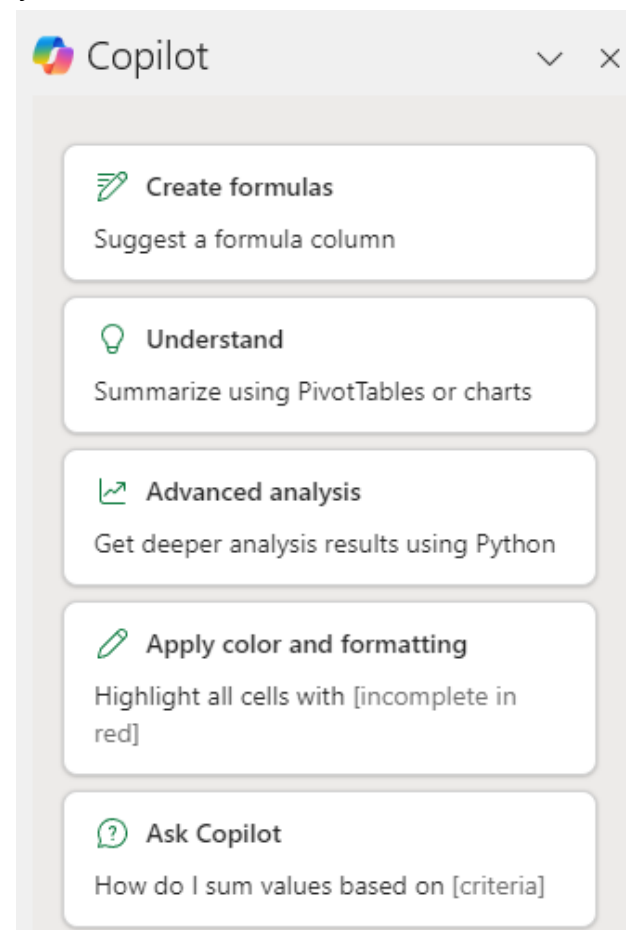 Copilot
Create formulas
Suggest a formula column
Understand
Summarize using PivotTables or charts
Advanced analysis
Get deeper analysis results using Python
Apply color and formatting
Highlight all cells with [incomplete in
red]
Ask Copilot
How do I sum values based on [criteria]